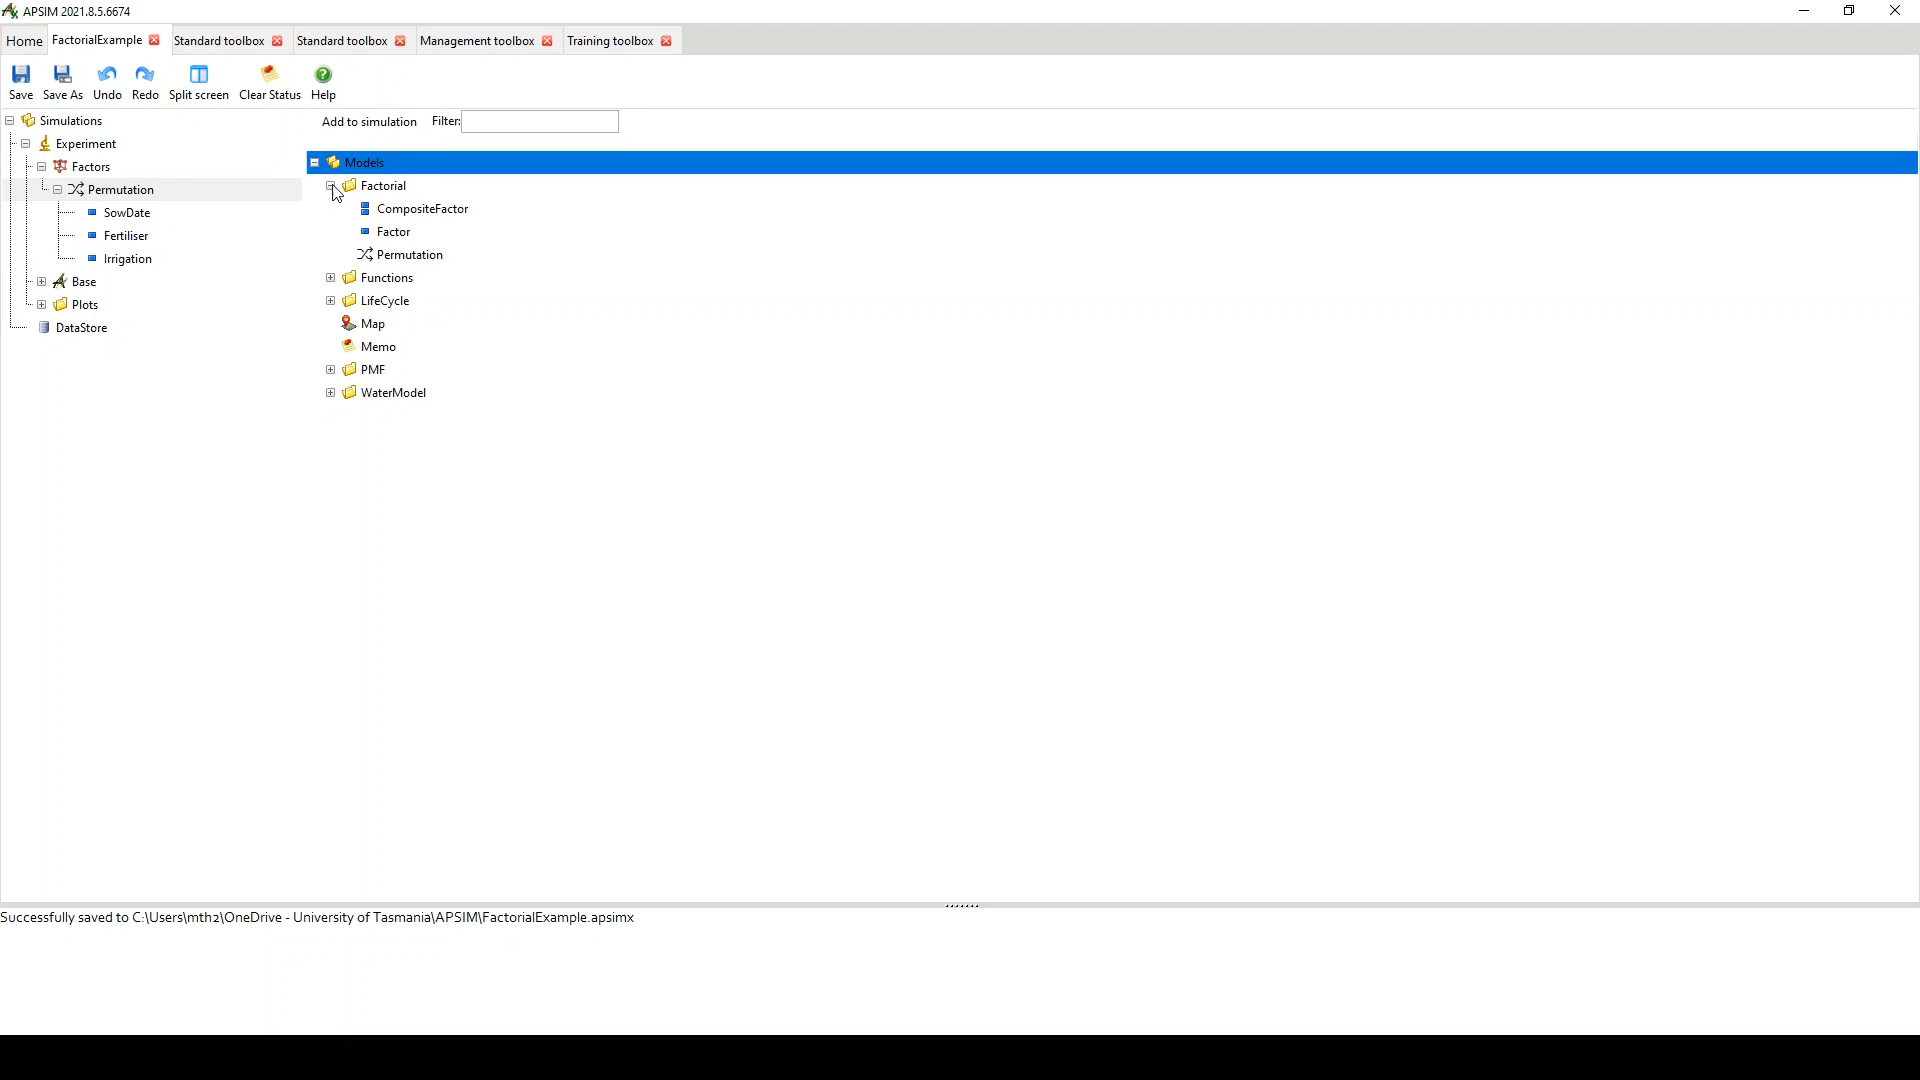 APSIM 2021.8.5.6674
Home FactorialExample Standard toolbox Standard toolbox Management toolbox Training toolbox
Save Save As Undo Redo Split screen Clear Status Help
Simulations
Experiment
Factors
Permutation
SowDate
Fertiliser
Irrigation
Base
Plots
DataStore
Add to simulation Filter:
Models
Factorial
CompositeFactor
Factor
Permutation
Functions
LifeCycle
Map
Memo
PMF
WaterModel
Successfully saved to C:\Users\mth2\OneDrive - University of Tasmania\APSIM\FactorialExample.apsimx